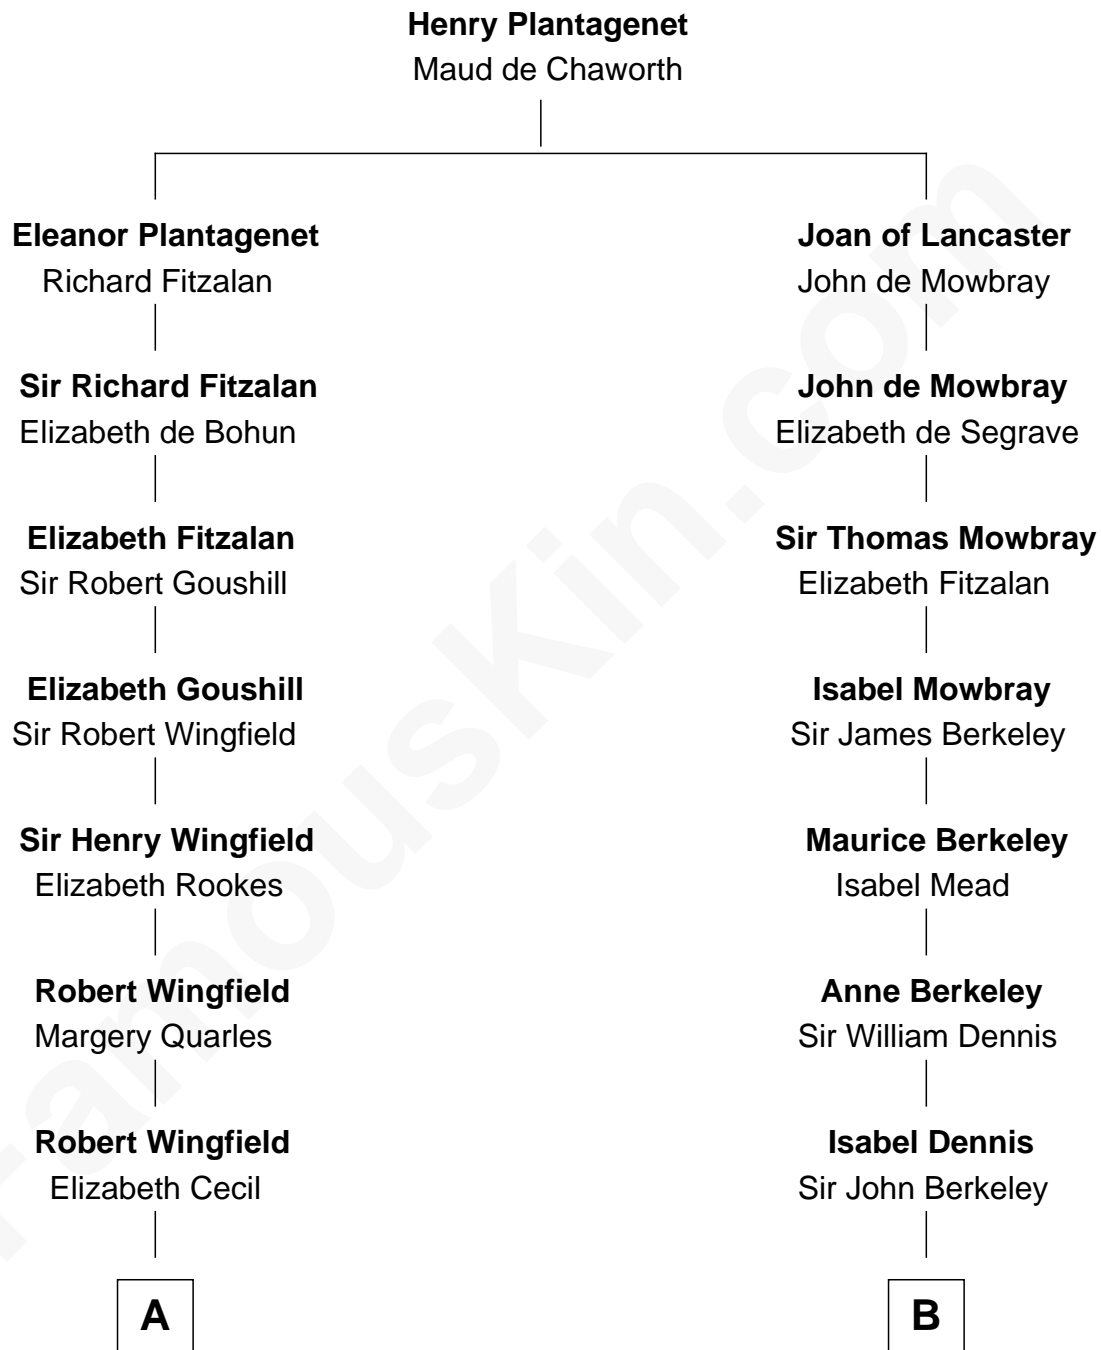 Henry Plantagenet
Maud de Chaworth
Eleanor Plantagenet
Richard Fitzalan
Sir Richard Fitzalan
Elizabeth de Bohun
Elizabeth Fitzalan
Sir Robert Goushill
Elizabeth Goushill
Sir Robert Wingfield
Sir Henry Wingfield
Elizabeth Rookes
Robert Wingfield
Margery Quarles
Robert Wingfield
Elizabeth Cecil
A
Joan of Lancaster
John de Mowbray
John de Mowbray
Elizabeth de Segrave
Sir Thomas Mowbray
Elizabeth Fitzalan
Isabel Mowbray
Sir James Berkeley
Maurice Berkeley
Isabel Mead
Anne Berkeley
Sir William Dennis
Isabel Dennis
Sir John Berkeley
B
FamousKin.com